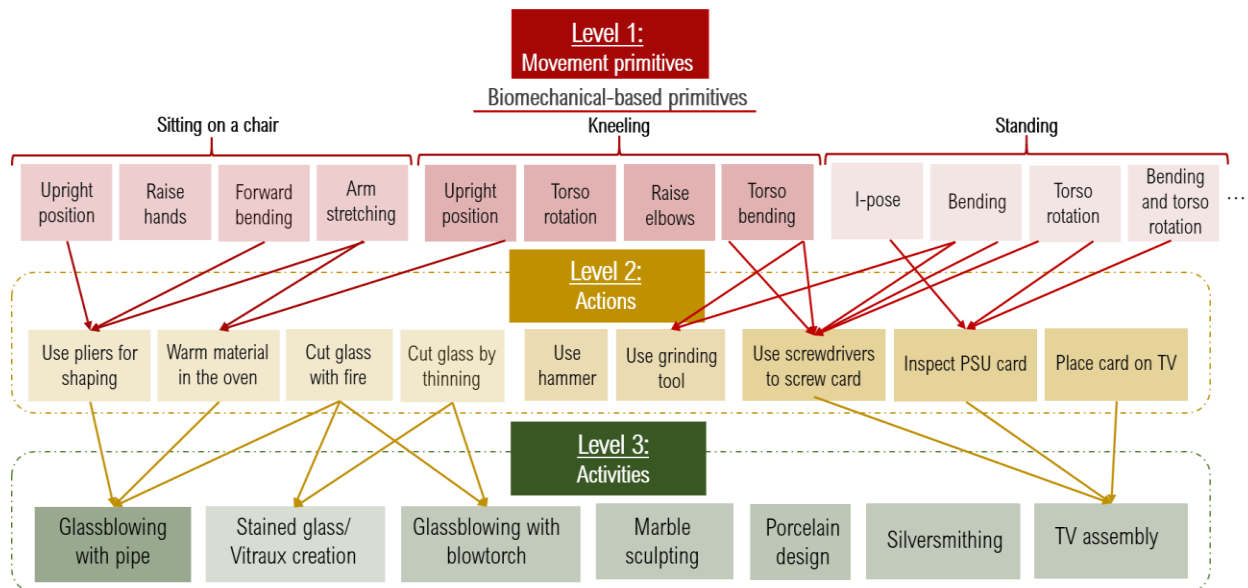 Level 1:
Movement primitives
Biomechanical-based primitives
Sitting on a chair
Kneeling
Standing
Upright
position
Raise
hands
Forward
bending
Arm
stretching
Upright
position
Torso
rotation
Raise
elbows
Torso
bending
I-pose
Bending
Torso
rotation
Bending
and torso
rotation
...
Level 2:
Actions
Use pliers for
shaping
Warm material
in the oven
Cut glass
with fire
Cut glass by
thinning
Use
hammer
Use grinding
tool
Use screwdrivers
to screw card
Inspect PSU card
Place card on TV
Level 3:
Activities
Glassblowing
with pipe
Stained glass/
Vitraux creation
Glassblowing with
blowtorch
Marble
sculpting
Porcelain
design
Silversmithing
TV assembly